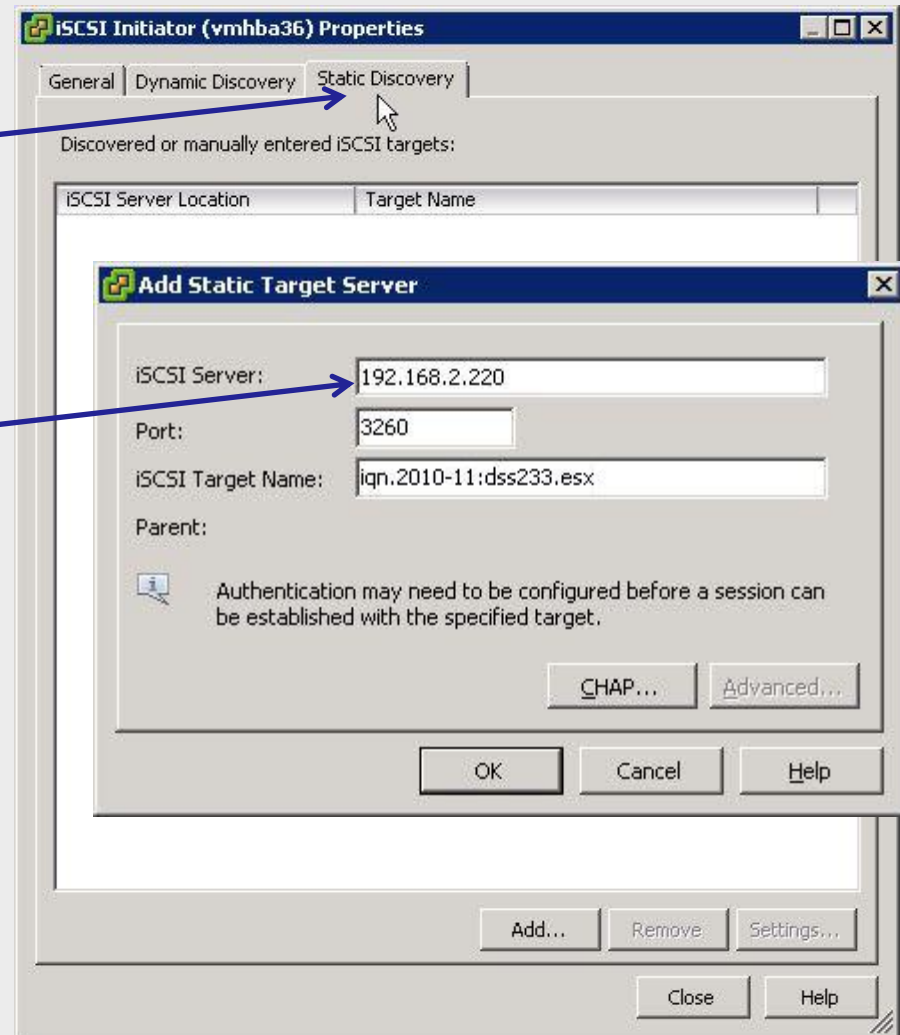 iSCSI Initiator (vmhba36) Properties
General Dynamic Discovery Static Discovery
Discovered or manually entered iSCSI targets:
iSCSI Server Location Target Name
Add Static Target Server
iSCSI Server: 192.168.2.220
Port: 3260
iSCSI Target Name: iqn.2010-11:dss233.esx
Parent:
Authentication may need to be configured before a session can
be established with the specified target.
CHAP... Advanced...
OK Cancel Help
Add... Remove Settings...
Close Help